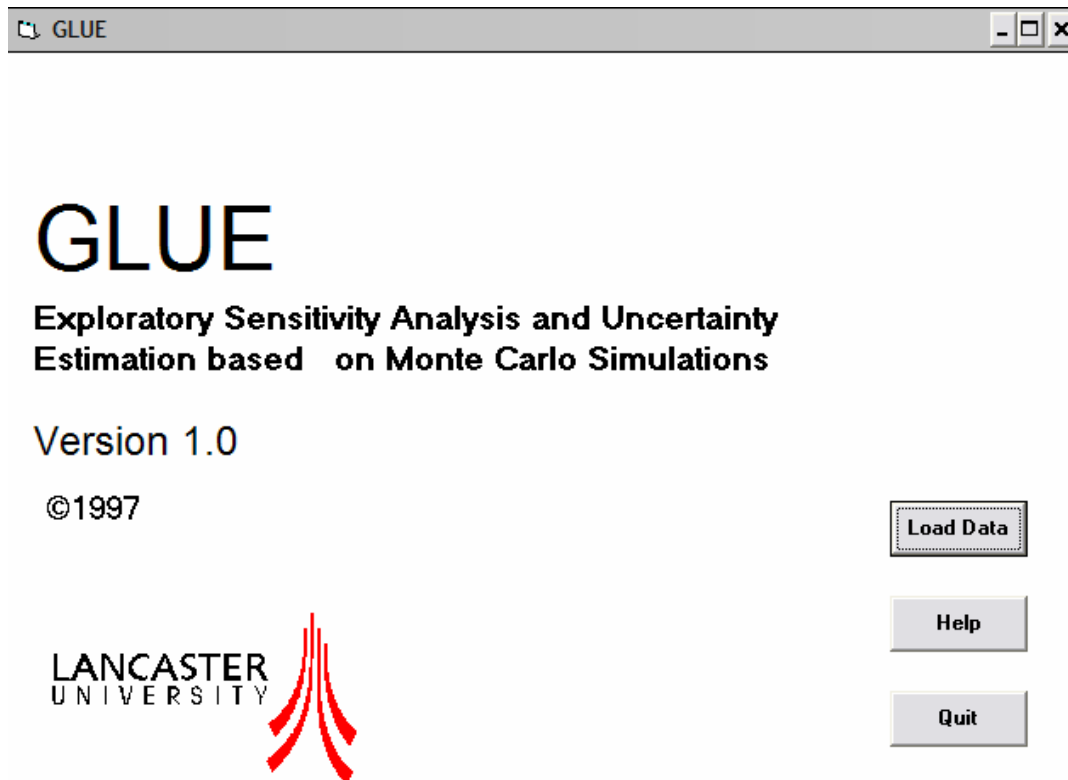 GLUE
GLUE
Exploratory Sensitivity Analysis and Uncertainty
Estimation based on Monte Carlo Simulations
Version 1.0
©1997
Load Data
Help
LANCASTER
UNIVERSITY
Quit